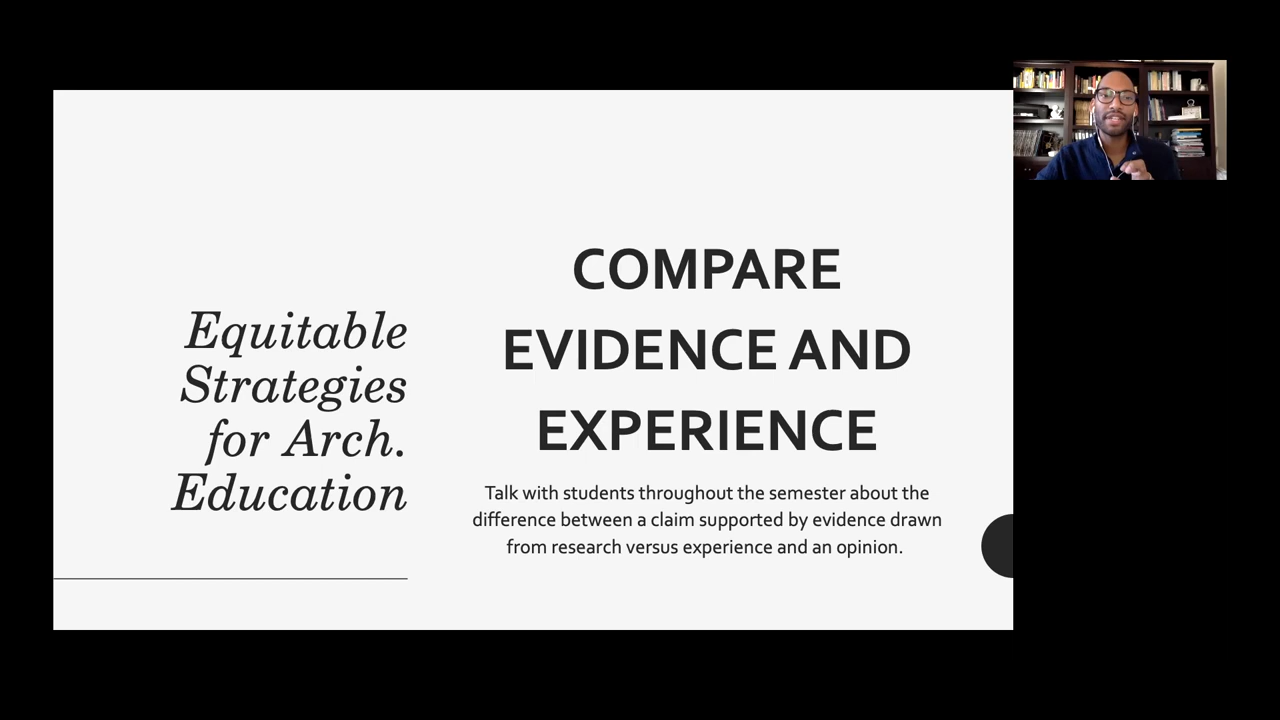 Equitable
Strategies
for Arch.
Education
COMPARE
EVIDENCE AND
EXPERIENCE
Talk with students throughout the semester about the
difference between a claim supported by evidence drawn
from research versus experience and an opinion.